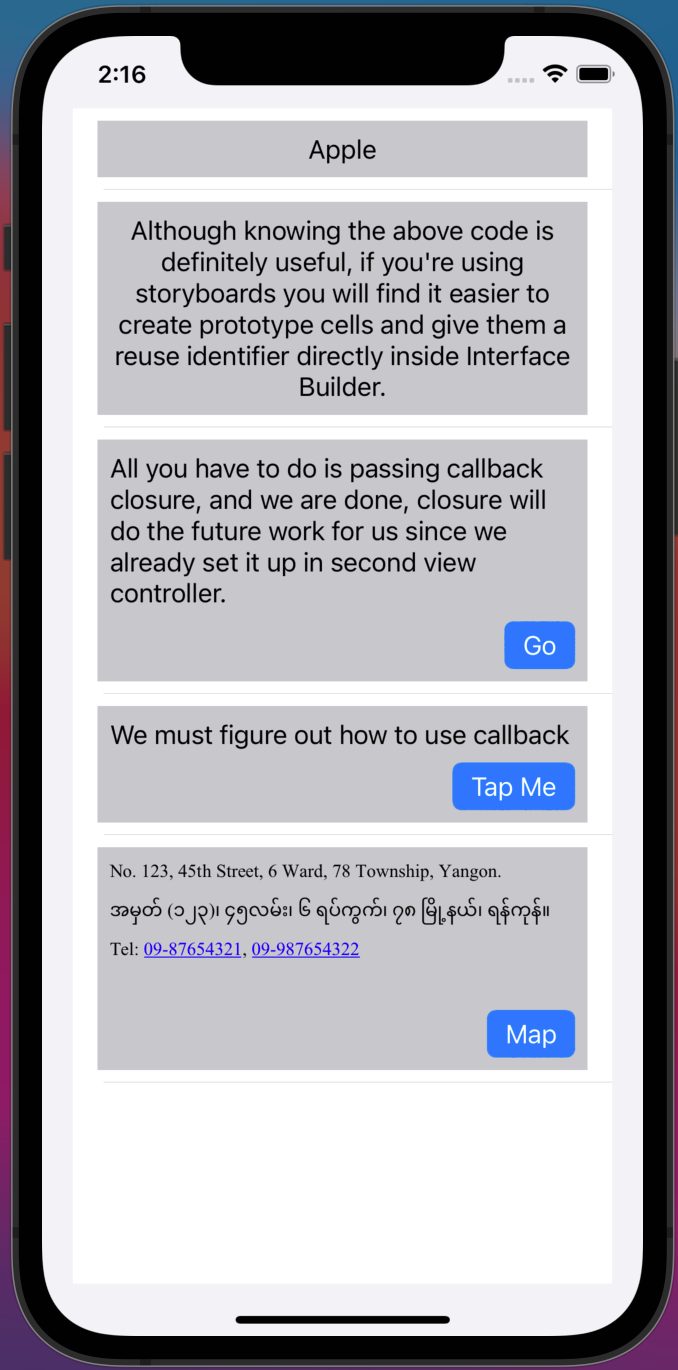 2:16
Apple
Although knowing the above code is
definitely useful, if you're using
storyboards you will find it easier to
create prototype cells and give them a
reuse identifier directly inside Interface
Builder.
All you have to do is passing callback
closure, and we are done, closure will
do the future work for us since we
already set it up in second view
controller.
Go
We must figure out how to use callback
Tap Me
No. 123, 45th Street, 6 Ward, 78 Township, Yangon.
အမှတ် (၁၂၃)၊ ၄၅လမ်း၊ ၆ ရပ်ကွက်၊ ၇၈ မြို့နယ်၊ ရန်ကုန်။
Tel: 09-87654321, 09-987654322
Map